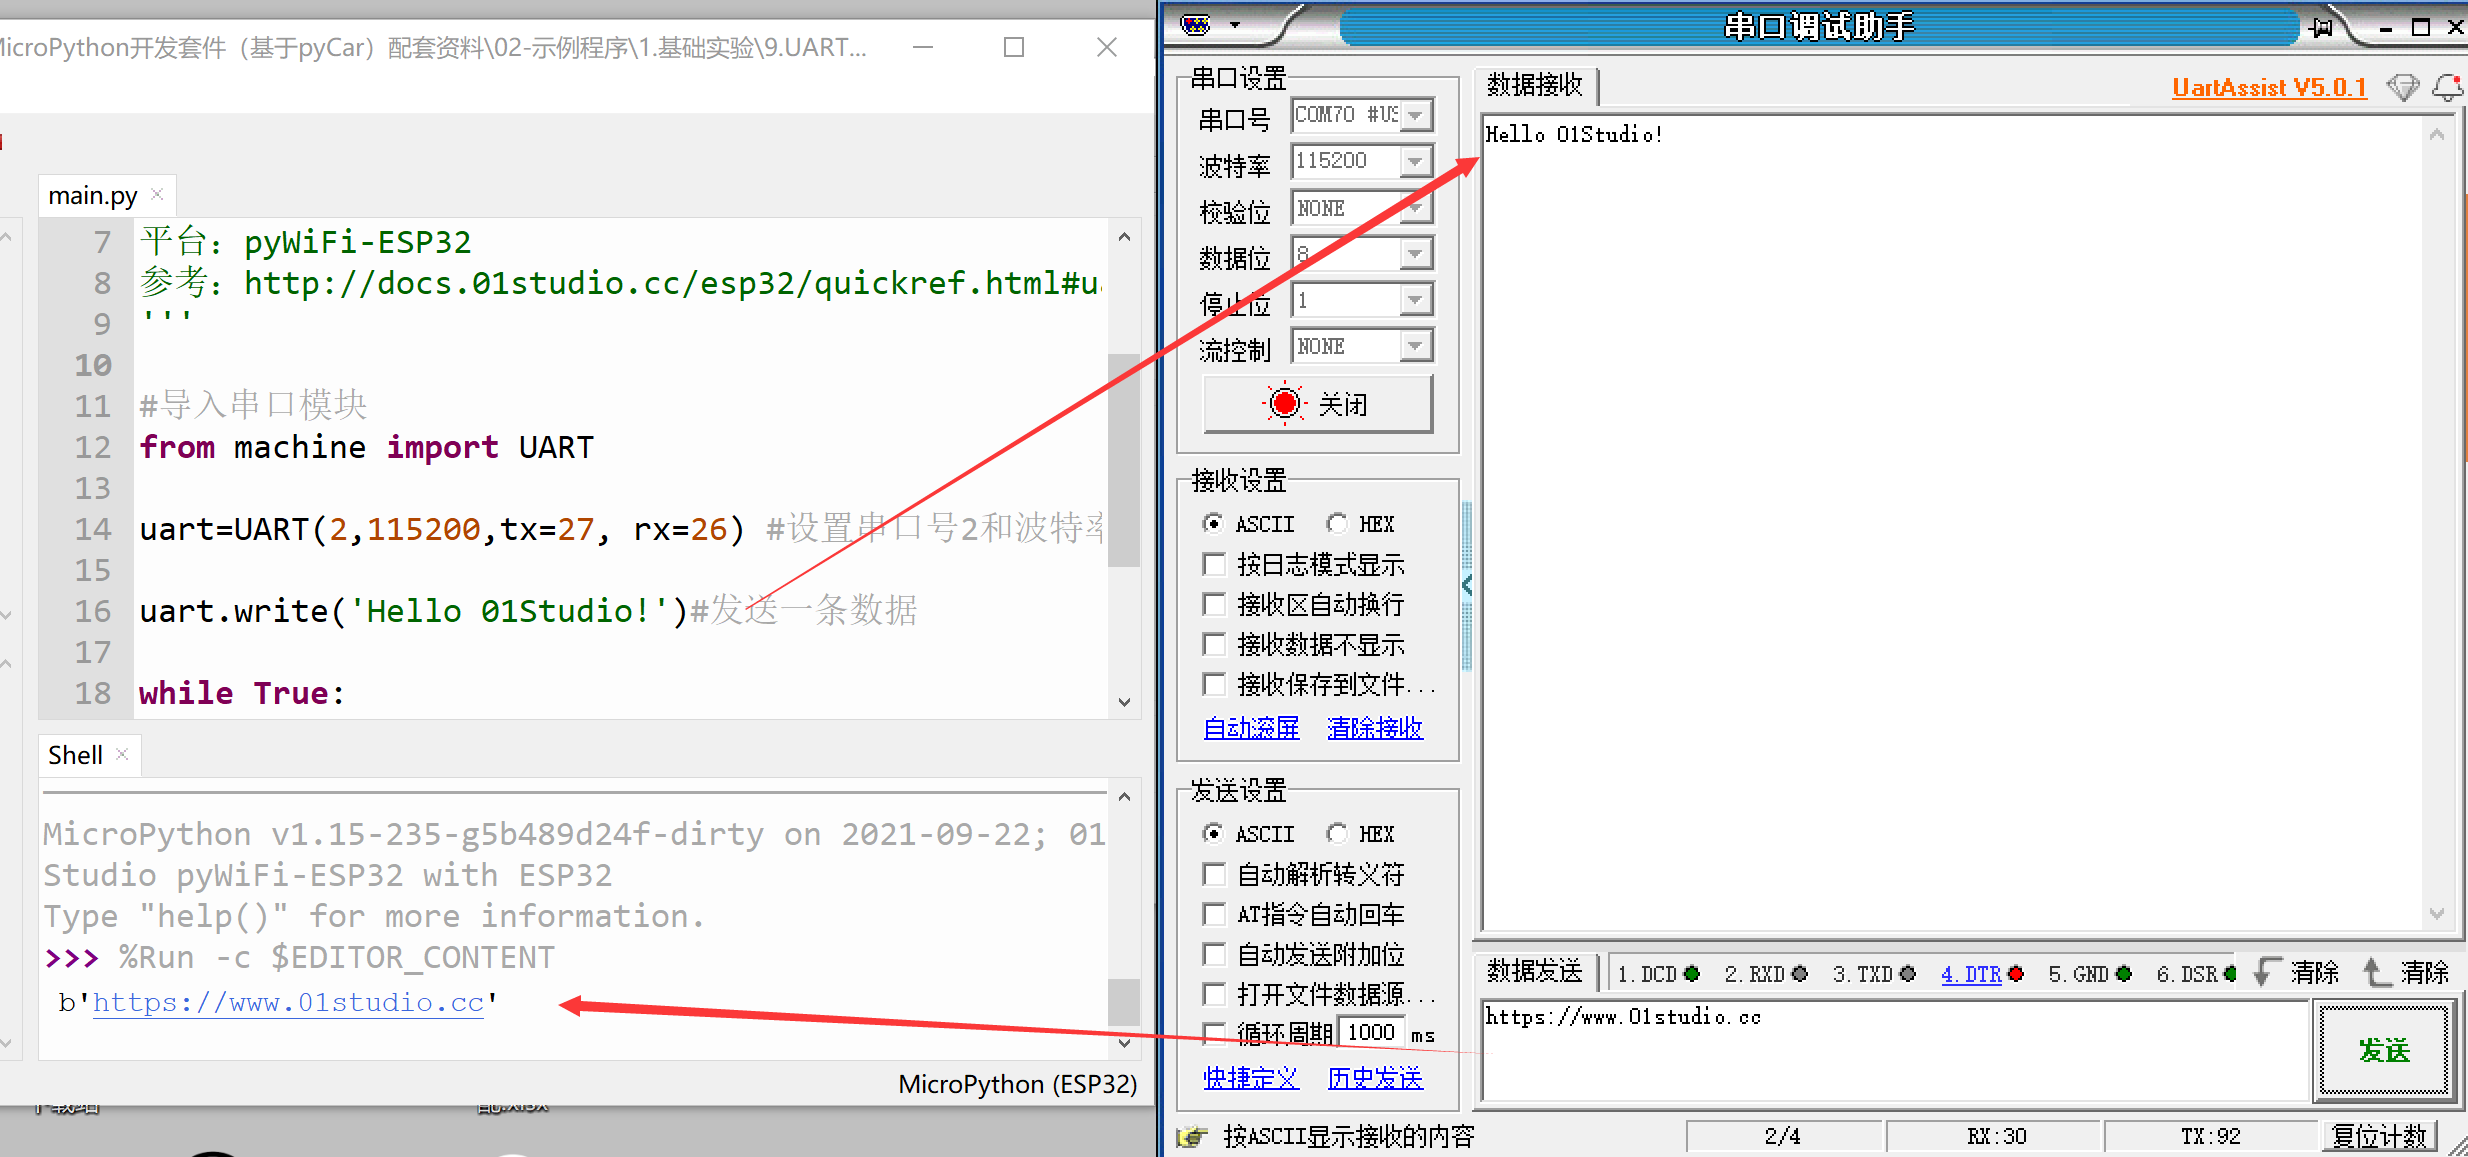 MicroPython开发套件（基于pyCar）配套资料\02-示例程序\1.基础实验\9.UART...
main.py
7 平台：pyWiFi-ESP32
8 参考：http://docs.01studio.cc/esp32/quickref.html#u
9 '''
10
11 #导入串口模块
12 from machine import UART
13
14 uart=UART(2,115200,tx=27, rx=26) #设置串口号2和波特率
15
16 uart.write('Hello 01Studio!')#发送一条数据
17
18 while True:
Shell
MicroPython v1.15-235-g5b489d24f-dirty on 2021-09-22; 01
Studio pyWiFi-ESP32 with ESP32
Type "help()" for more information.
>>> %Run -c $EDITOR_CONTENT
b'https://www.01studio.cc'
MicroPython (ESP32)
串口调试助手
串口设置
串口号 COM70 #US
波特率 115200
校验位 NONE
数据位 8
停止位 1
流控制 NONE
关闭
接收设置
ASCII HEX
按日志模式显示
接收区自动换行
接收数据不显示
接收保存到文件...
自动滚屏 清除接收
发送设置
ASCII HEX
自动解析转义符
AT指令自动回车
自动发送附加位
打开文件数据源...
循环周期 1000 ms
快捷定义 历史发送
数据接收
UartAssist V5.0.1
Hello 01Studio!
数据发送 1.DCD 2.RXD 3.TXD 4.DTR 5.GND 6.DSR 清除 清除
https://www.01studio.cc
发送
按ASCII显示接收的内容 2/4 RX:30 TX:92 复位计数